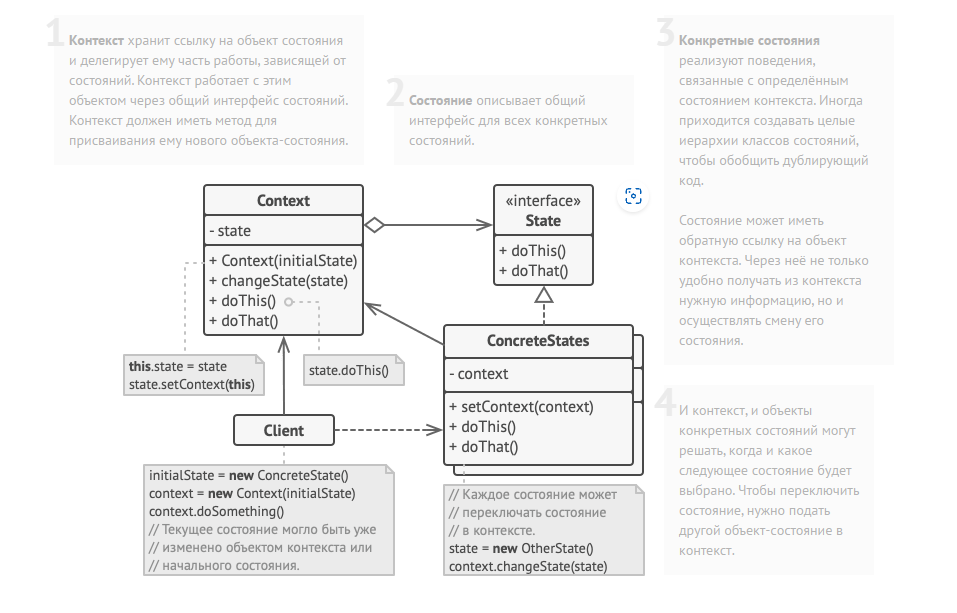 1
Контекст хранит ссылку на объект состояния
и делегирует ему часть работы, зависящей от
состояний. Контекст работает с этим
объектом через общий интерфейс состояний.
Контекст должен иметь метод для
присваивания ему нового объекта-состояния.
2
Состояние описывает общий
интерфейс для всех конкретных
состояний.
3
Конкретные состояния
реализуют поведения,
связанные с определённым
состоянием контекста. Иногда
приходится создавать целые
иерархии классов состояний,
чтобы обобщить дублирующий
код.
Состояние может иметь
обратную ссылку на объект
контекста. Через неё не только
удобно получать из контекста
нужную информацию, но и
осуществлять смену его
состояния.
Context
- state
+ Context(initialState)
+ changeState(state)
+ doThis()
+ doThat()
«interface»
State
+ doThis()
+ doThat()
this.state = state
state.setContext(this)
state.doThis()
ConcreteStates
- context
+ setContext(context)
+ doThis()
+ doThat()
Client
initialState = new ConcreteState()
context = new Context(initialState)
context.doSomething()
// Текущее состояние могло быть уже
// изменено объектом контекста или
// начального состояния.
// Каждое состояние может
// переключать состояние
// в контексте.
state = new OtherState()
context.changeState(state)
4
И контекст, и объекты
конкретных состояний могут
решать, когда и какое
следующее состояние будет
выбрано. Чтобы переключить
состояние, нужно подать
другой объект-состояние в
контекст.